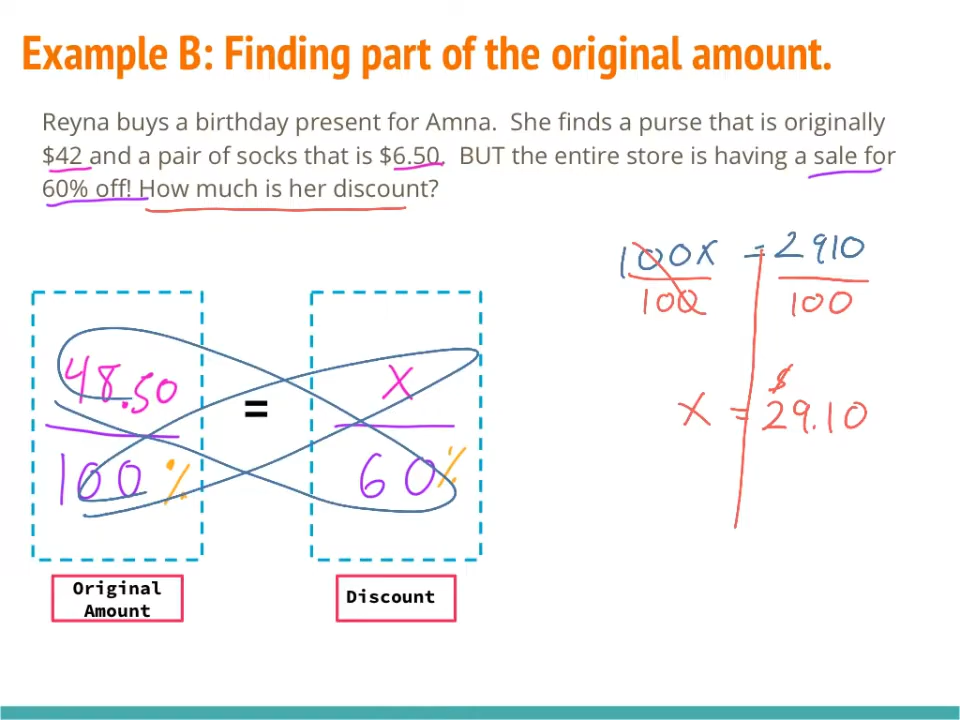 Example B: Finding part of the original amount.
Reyna buys a birthday present for Amna. She finds a purse that is originally
$42 and a pair of socks that is $6.50. BUT the entire store is having a sale for
60% off! How much is her discount?
100x = 2910
100 100
x = $29.10
48.50 = x
100% 60%
Original
Amount
Discount